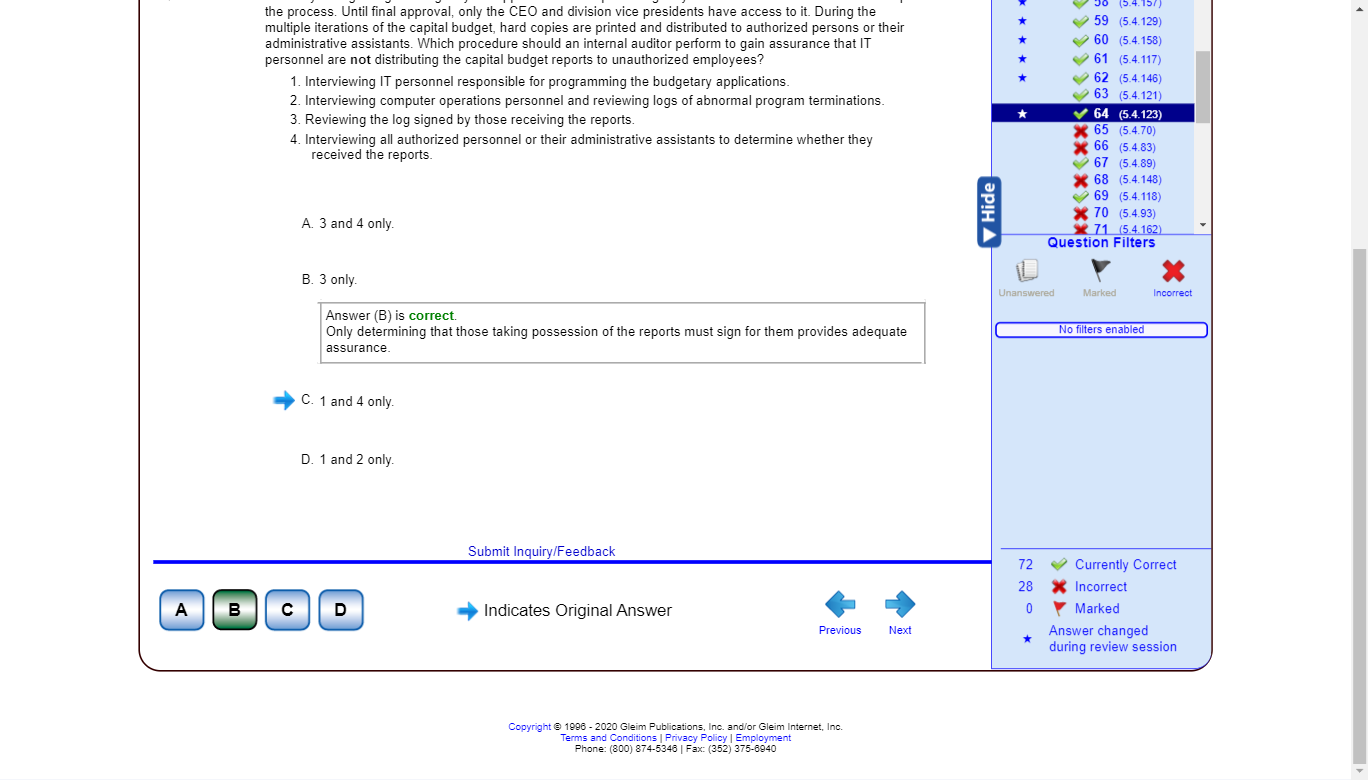 the process. Until final approval, only the CEO and division vice presidents have access to it. During the
multiple iterations of the capital budget, hard copies are printed and distributed to authorized persons or their
administrative assistants. Which procedure should an internal auditor perform to gain assurance that IT
personnel are not distributing the capital budget reports to unauthorized employees?
1. Interviewing IT personnel responsible for programming the budgetary applications.
2. Interviewing computer operations personnel and reviewing logs of abnormal program terminations.
3. Reviewing the log signed by those receiving the reports.
4. Interviewing all authorized personnel or their administrative assistants to determine whether they
received the reports.
A. 3 and 4 only.
B. 3 only.
Answer (B) is correct.
Only determining that those taking possession of the reports must sign for them provides adequate
assurance.
C. 1 and 4 only.
D. 1 and 2 only.
Submit Inquiry/Feedback
A B C D
Indicates Original Answer
Previous Next
58 (5.4.157)
59 (5.4.129)
60 (5.4.158)
61 (5.4.117)
62 (5.4.146)
63 (5.4.121)
64 (5.4.123)
65 (5.4.70)
66 (5.4.83)
67 (5.4.89)
68 (5.4.148)
69 (5.4.118)
70 (5.4.93)
71 (5.4.162)
Hide
Question Filters
Unanswered Marked Incorrect
No filters enabled
72 Currently Correct
28 Incorrect
0 Marked
Answer changed
during review session
Copyright © 1996 - 2020 Gleim Publications, Inc. and/or Gleim Internet, Inc.
Terms and Conditions | Privacy Policy | Employment
Phone: (800) 874-5346 | Fax: (352) 375-6940